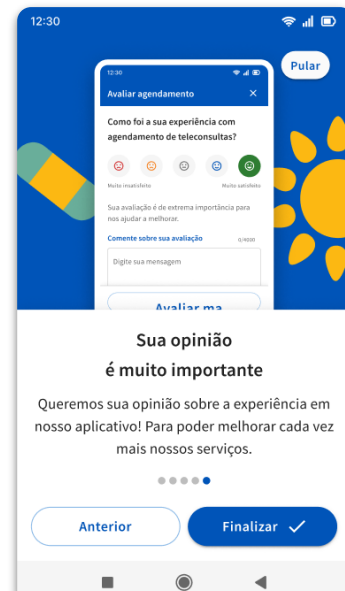 12:30
Pular
12:30
Avaliar agendamento
Como foi a sua experiência com
agendamento de teleconsultas?
Muito insatisfeito
Muito satisfeito
Sua avaliação é de extrema importância para
nos ajudar a melhorar.
Comente sobre sua avaliação
Digite sua mensagem
Avaliar ma
Sua opinião
é muito importante
Queremos sua opinião sobre a experiência em
nosso aplicativo! Para poder melhorar cada vez
mais nossos serviços.
Anterior
Finalizar